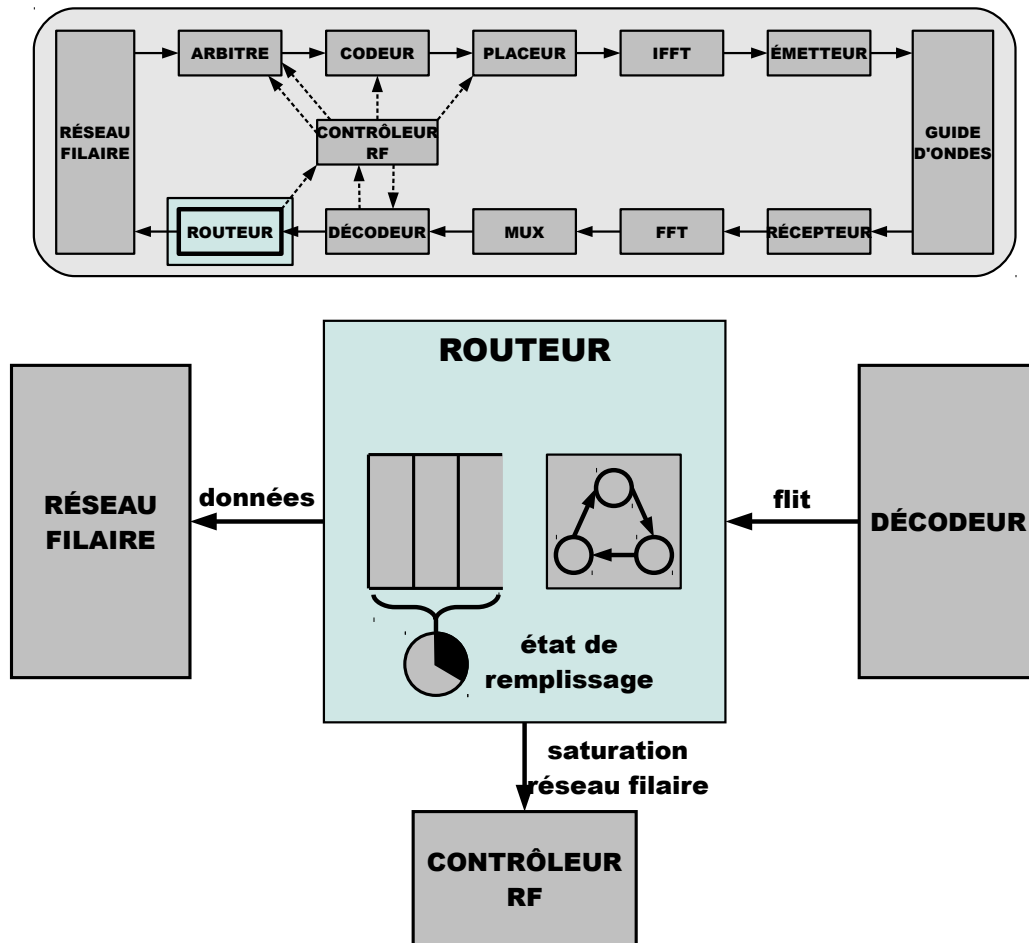 ARBITRE
CODEUR
PLACEUR
IFFT
ÉMETTEUR
RÉSEAU
FILAIRE
CONTRÔLEUR
RF
GUIDE
D'ONDES
ROUTEUR
DÉCODEUR
MUX
FFT
RÉCEPTEUR
ROUTEUR
RÉSEAU
FILAIRE
données
flit
DÉCODEUR
état de
remplissage
saturation
réseau filaire
CONTRÔLEUR
RF